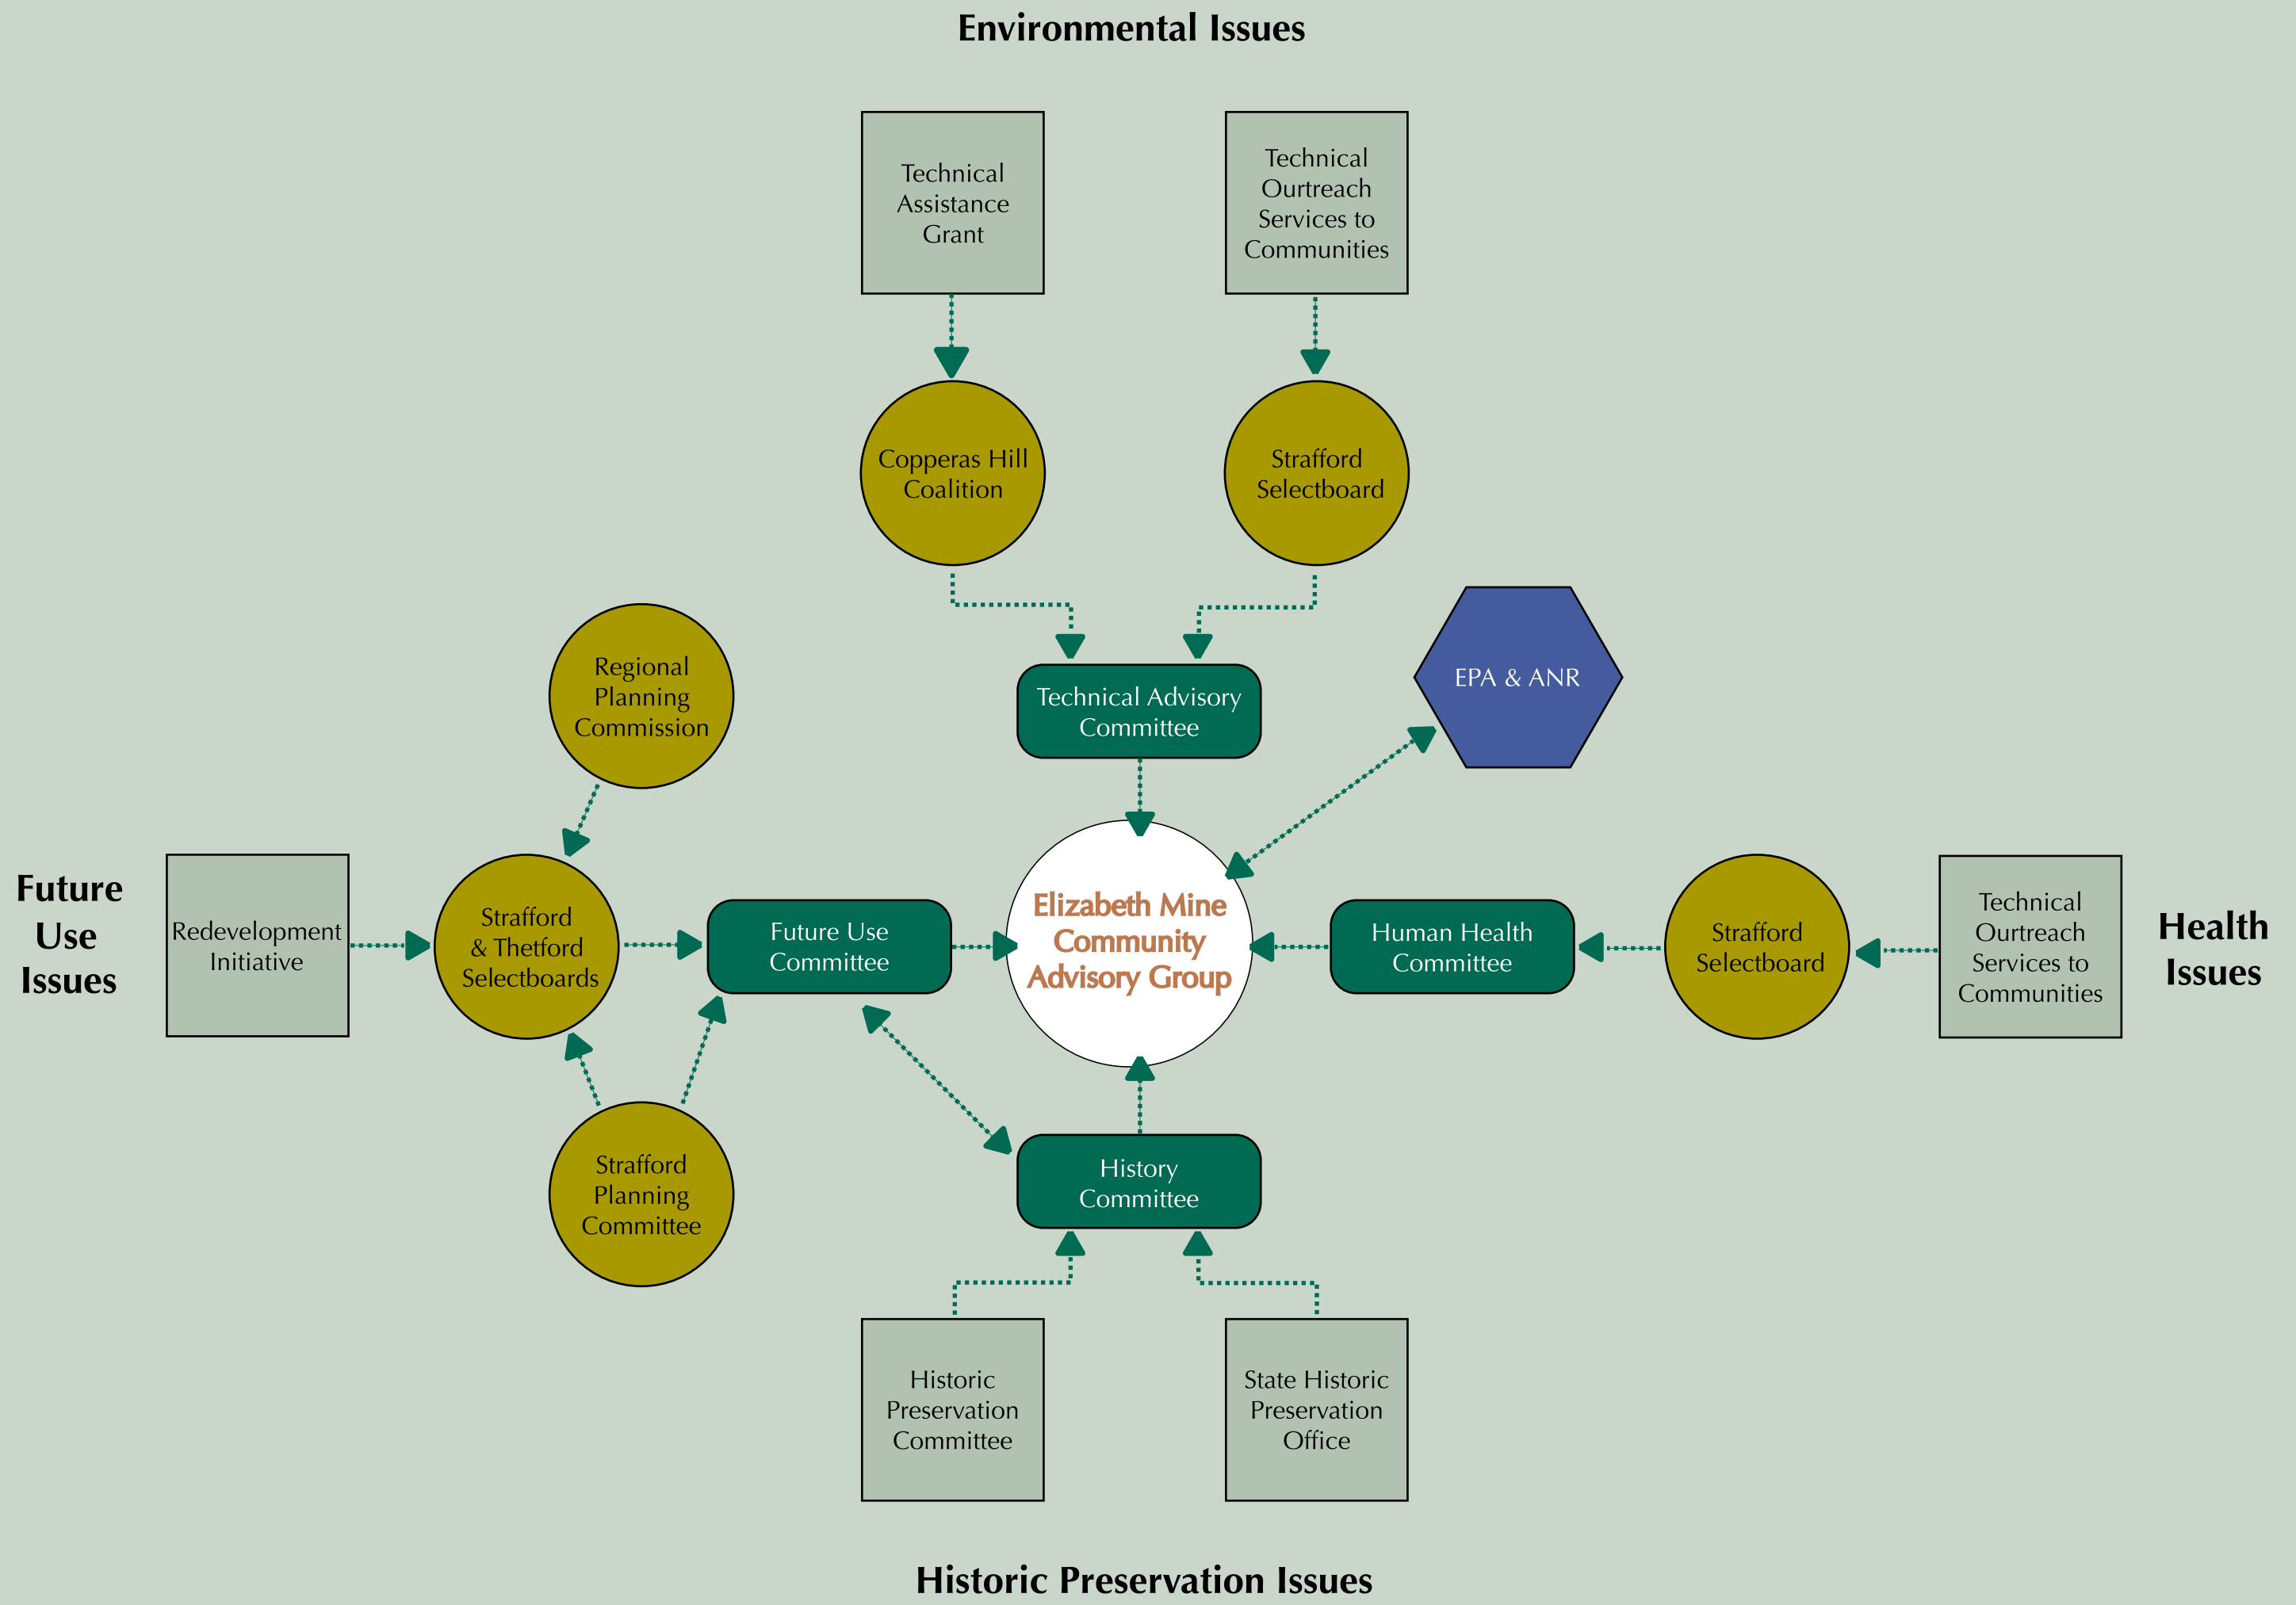 Environmental Issues
Technical
Assistance
Grant
Technical
Ourtreach
Services to
Communities
Copperas Hill
Coalition
Strafford
Selectboard
Regional
Planning
Commission
Technical Advisory
Committee
EPA & ANR
Future
Use
Issues
Redevelopment
Initiative
Strafford
& Thetford
Selectboards
Future Use
Committee
Elizabeth Mine
Community
Advisory Group
Human Health
Committee
Strafford
Selectboard
Technical
Ourtreach
Services to
Communities
Health
Issues
Strafford
Planning
Committee
History
Committee
Historic
Preservation
Committee
State Historic
Preservation
Office
Historic Preservation Issues